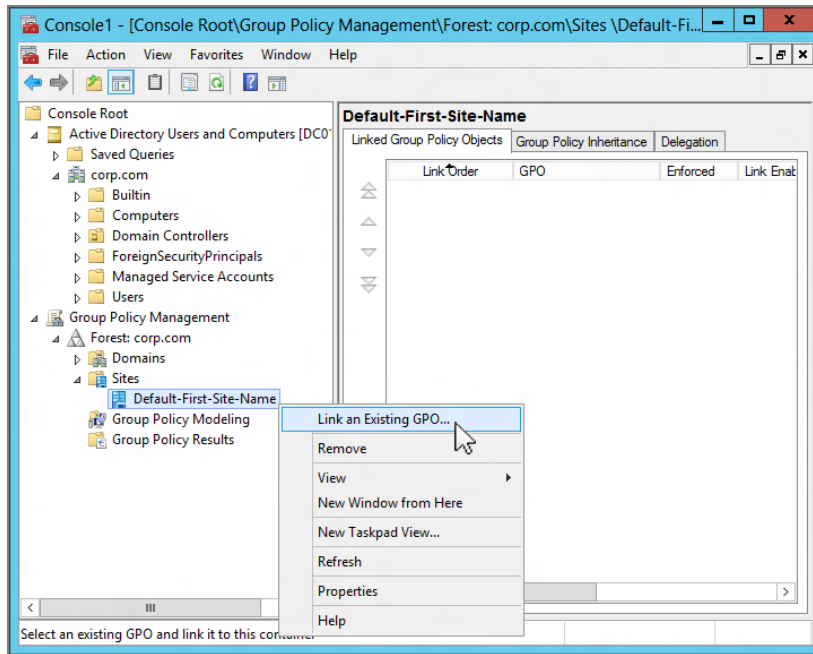 Console1 - [Console Root\Group Policy Management\Forest: corp.com\Sites \Default-Fi...
File Action View Favorites Window Help
Console Root
Active Directory Users and Computers [DC0
Saved Queries
corp.com
Builtin
Computers
Domain Controllers
ForeignSecurityPrincipals
Managed Service Accounts
Users
Group Policy Management
Forest: corp.com
Domains
Sites
Default-First-Site-Name
Group Policy Modeling
Group Policy Results
Default-First-Site-Name
Linked Group Policy Objects Group Policy Inheritance Delegation
Link Order GPO Enforced Link Enab
Link an Existing GPO...
Remove
View
New Window from Here
New Taskpad View...
Refresh
Properties
Help
Select an existing GPO and link it to this container